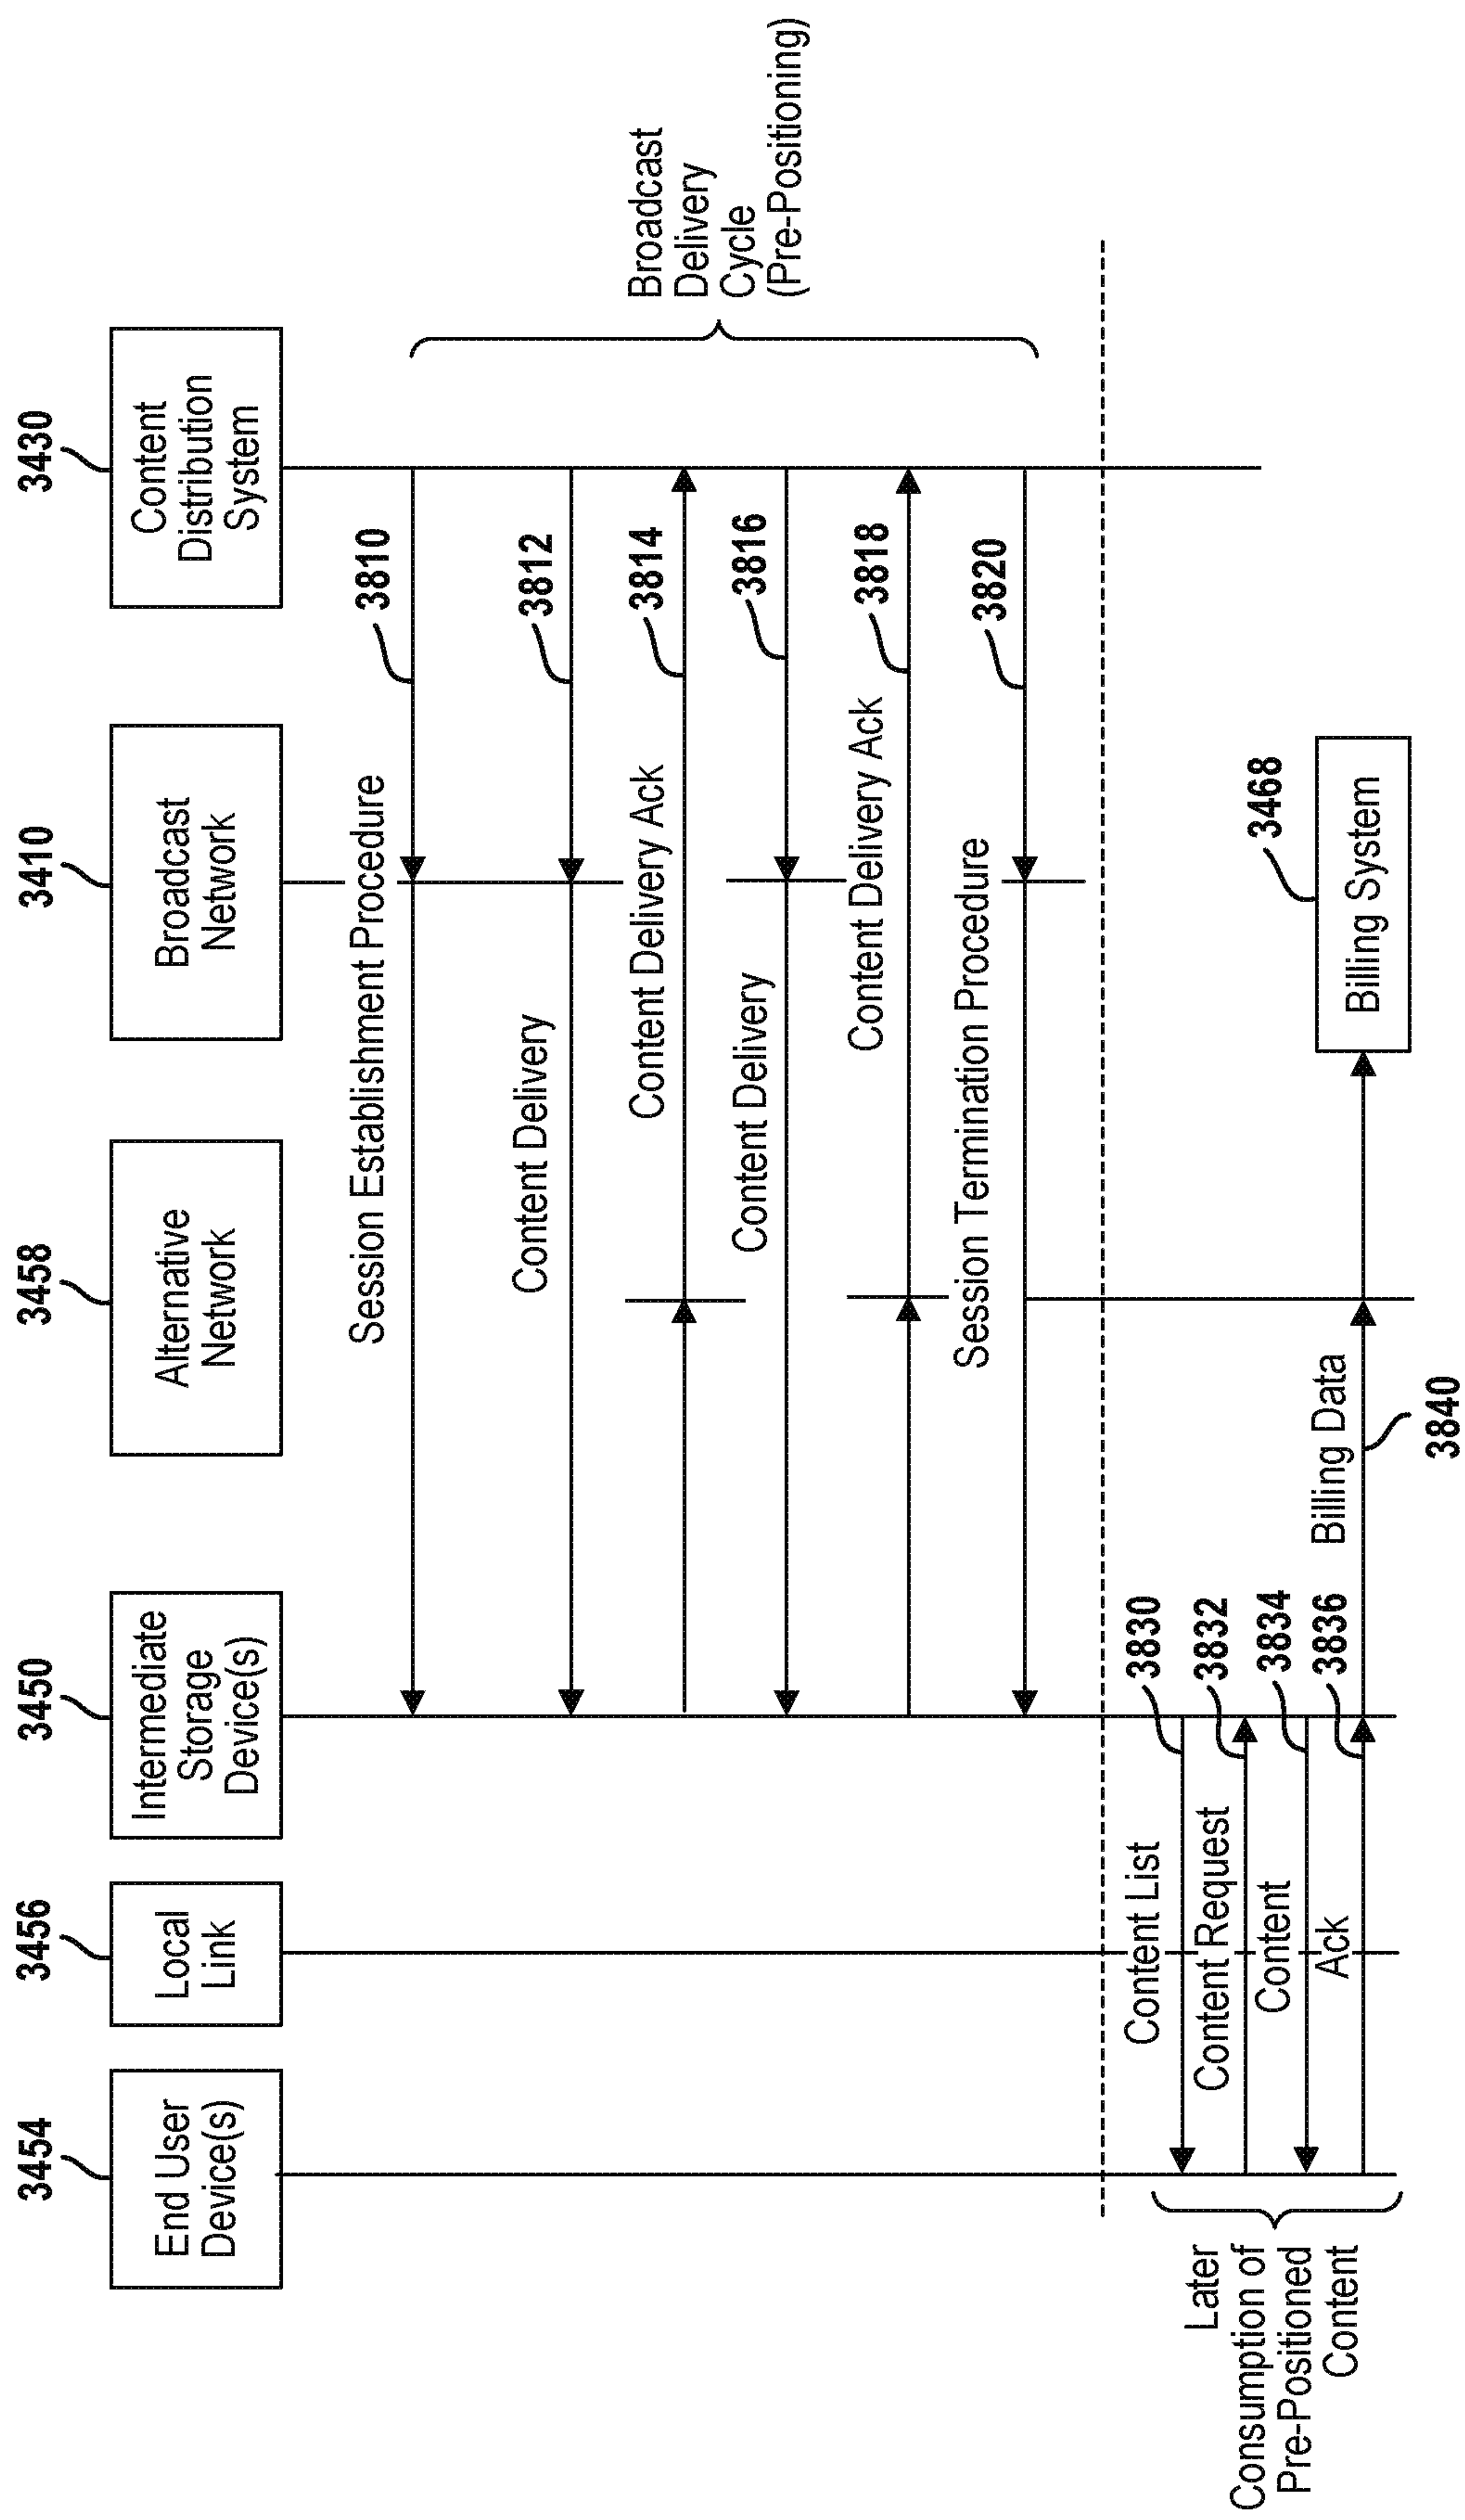 3454
3456
3450
3458
3410
3430
End User
Device(s)
Local
Link
Intermediate
Storage
Device(s)
Alternative
Network
Broadcast
Network
Content
Distribution
System
Session Establishment Procedure
3810
Content Delivery
3812
Content Delivery Ack
3814
Content Delivery
3816
Content Delivery Ack
3818
Session Termination Procedure
3820
Broadcast
Delivery
Cycle
(Pre-Positioning)
Later
Consumption of
Pre-Positioned
Content
Content List
3830
Content Request
3832
Content
3834
Ack
3836
Billing Data
3840
3468
Billing System